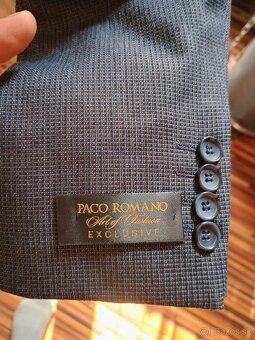 PACO ROMANO
Art of Fashion
EXCLUSIVE